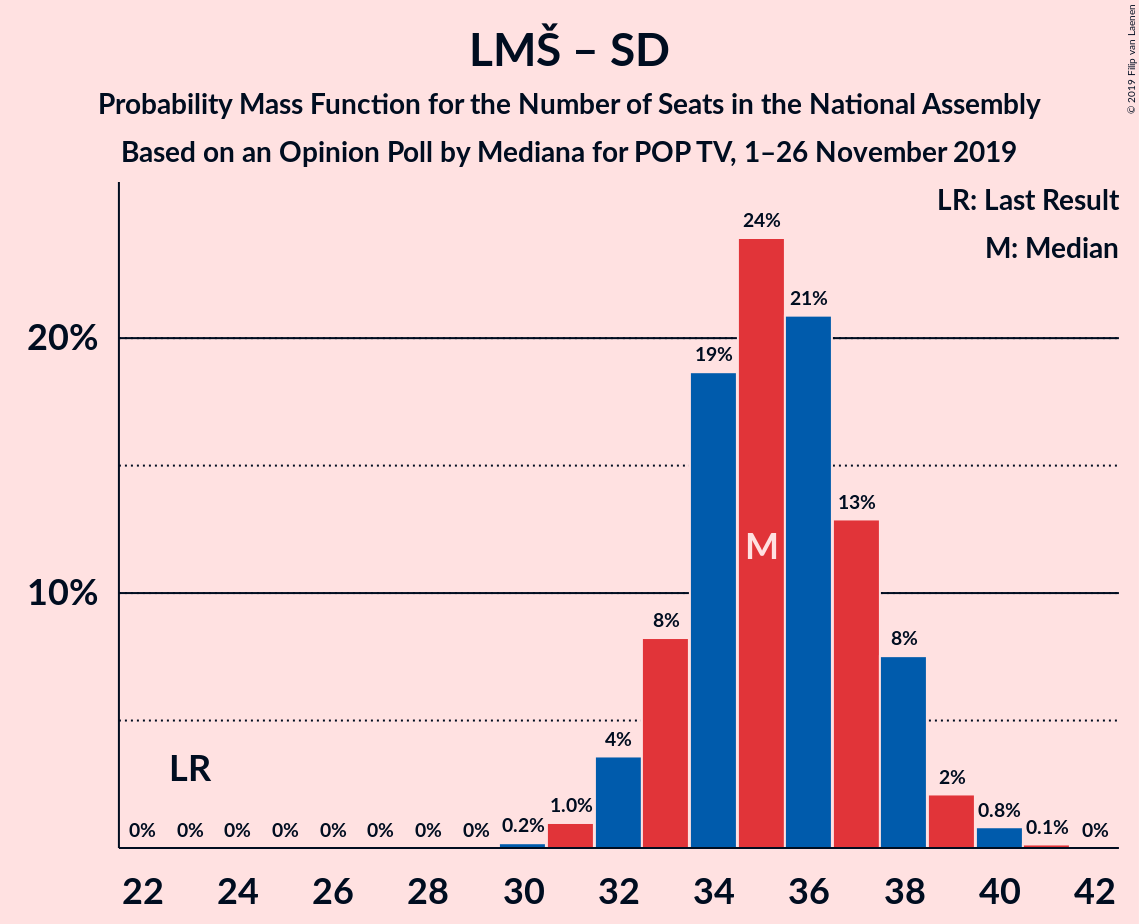 LMŠ – SD
Probability Mass Function for the Number of Seats in the National Assembly
Based on an Opinion Poll by Mediana for POP TV, 1–26 November 2019
© 2019 Filip van Laenen
LR: Last Result
M: Median
24%
21%
20%
19%
13%
M
10%
8%
8%
4%
LR
2%
1.0%
0.8%
0% 0% 0% 0% 0% 0% 0% 0% 0.2% 0.1% 0%
22 24 26 28 30 32 34 36 38 40 42